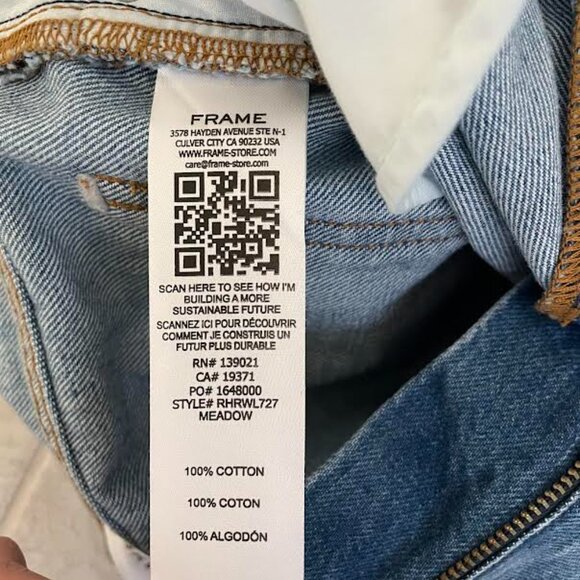 FRAME
3578 HAYDEN AVENUE STE N-1
CULVER CITY CA 90232 USA
WWW.FRAME-STORE.COM
care@frame-store.com
SCAN HERE TO SEE HOW I'M
BUILDING A MORE
SUSTAINABLE FUTURE
SCANNEZ ICI POUR DÉCOUVRIR
COMMENT JE CONSTRUIS UN
FUTUR PLUS DURABLE
RN# 139021
CA# 19371
PO# 1648000
STYLE# RHRWL727
MEADOW
100% COTTON
100% COTON
100% ALGODÓN